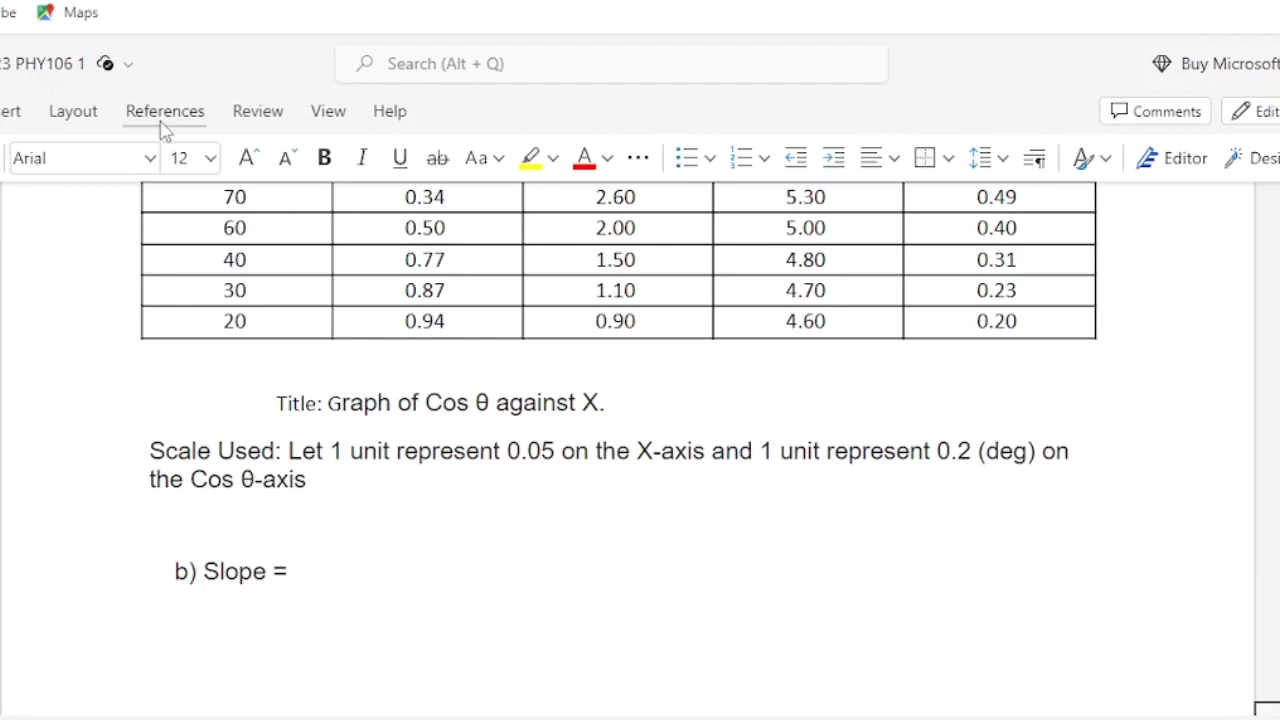 be Maps
23 PHY106 1 Search (Alt + Q) Buy Microsoft
ert Layout References Review View Help Comments Edit
Arial 12 A A B I U ab Aa A ... A Editor Desi
70 0.34 2.60 5.30 0.49
60 0.50 2.00 5.00 0.40
40 0.77 1.50 4.80 0.31
30 0.87 1.10 4.70 0.23
20 0.94 0.90 4.60 0.20
Title: Graph of Cos θ against X.
Scale Used: Let 1 unit represent 0.05 on the X-axis and 1 unit represent 0.2 (deg) on
the Cos θ-axis
b) Slope =